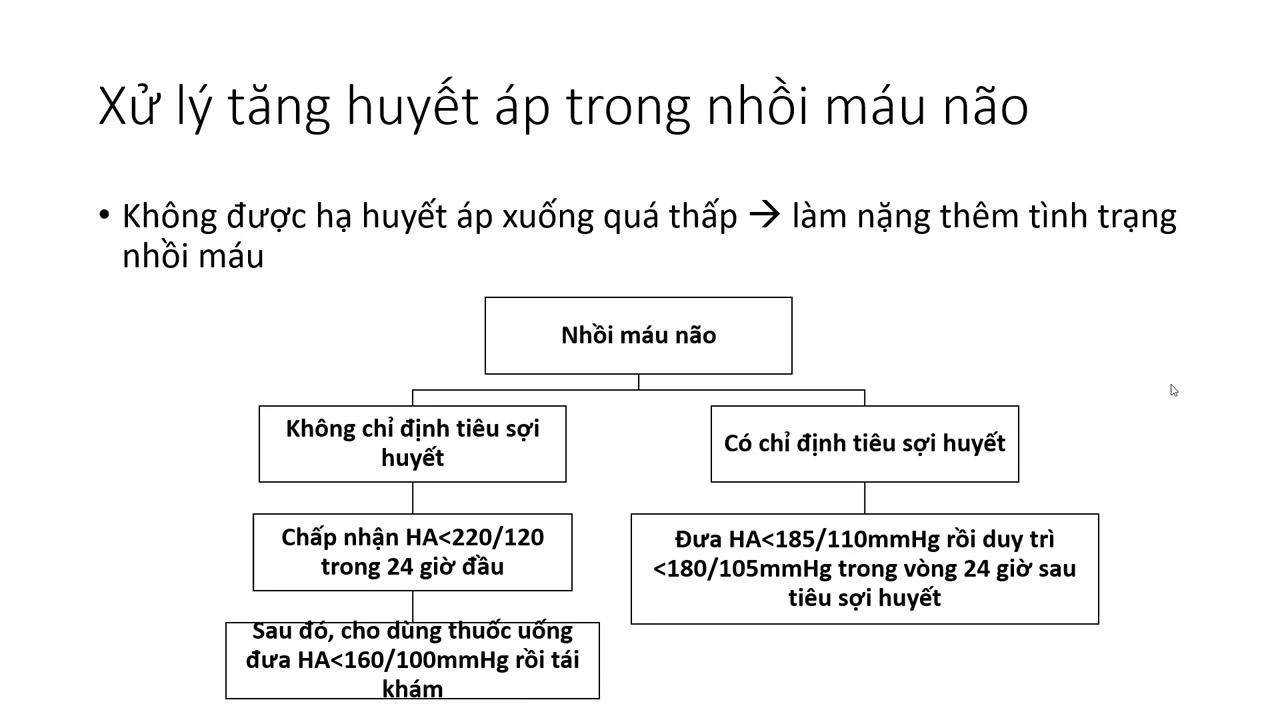 Xử lý tăng huyết áp trong nhồi máu não
• Không được hạ huyết áp xuống quá thấp → làm nặng thêm tình trạng
nhồi máu
Nhồi máu não
Không chỉ định tiêu sợi
huyết
Có chỉ định tiêu sợi huyết
Chấp nhận HA<220/120
trong 24 giờ đầu
Đưa HA<185/110mmHg rồi duy trì
<180/105mmHg trong vòng 24 giờ sau
tiêu sợi huyết
Sau đó, cho dùng thuốc uống
đưa HA<160/100mmHg rồi tái
khám